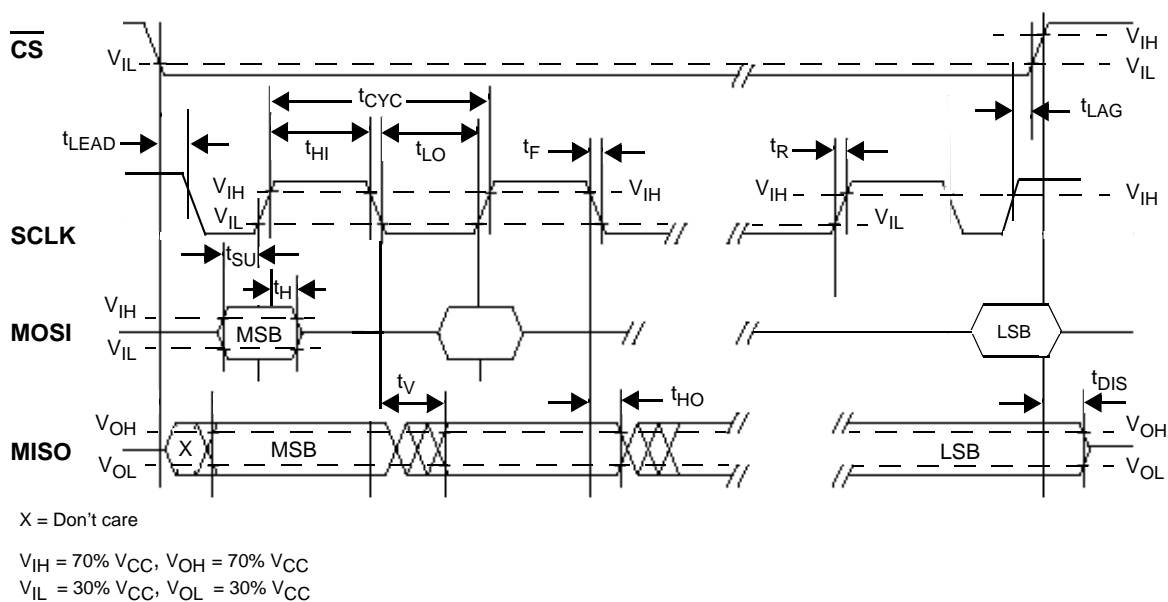 CS
VIH
VIL
VIL
tCYC
tLAG
tLEAD
tHI
tLO
tF
tR
VIH
VIH
VIH
VIH
VIL
VIL
SCLK
tSU
tH
VIH
MOSI
MSB
LSB
VIL
tV
tHO
tDIS
VOH
VOH
MISO
X
MSB
LSB
VOL
VOL
X = Don't care
VIH = 70% VCC, VOH = 70% VCC
VIL = 30% VCC, VOL = 30% VCC